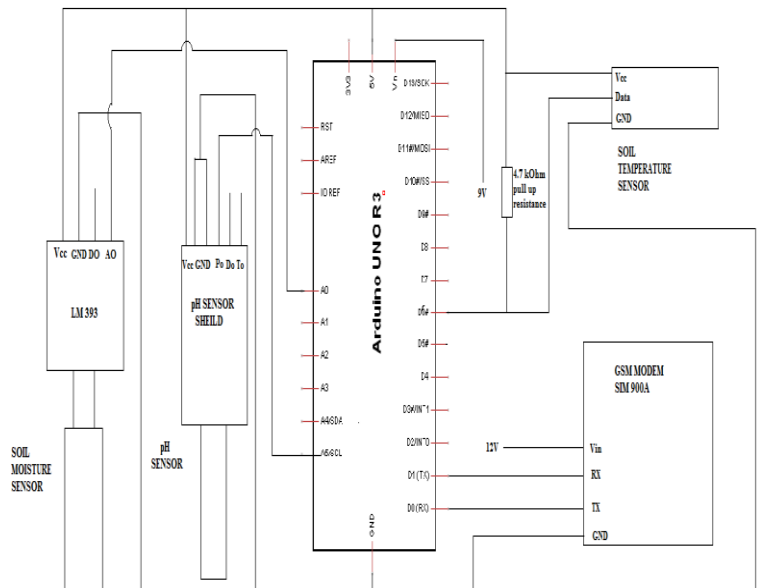 3V3
5V
Vin
D13/SCK
D12/MISO
D11#/MOSI
D10#/SS
D9#
D8
D7
D6#
D5#
D4
D3#/INT1
D2/INT0
D1 (TX)
D0 (RX)
RST
AREF
IO REF
A0
A1
A2
A3
A4/SDA
A5/SCL
GND
Arduino UNO R3
9V
4.7 kOhm
pull up
resistance
Vcc
Data
GND
SOIL
TEMPERATURE
SENSOR
Vcc GND DO AO
LM 393
SOIL
MOISTURE
SENSOR
Vcc GND Po Do To
pH SENSOR
SHEILD
pH
SENSOR
GSM MODEM
SIM 900A
12V
Vin
RX
TX
GND